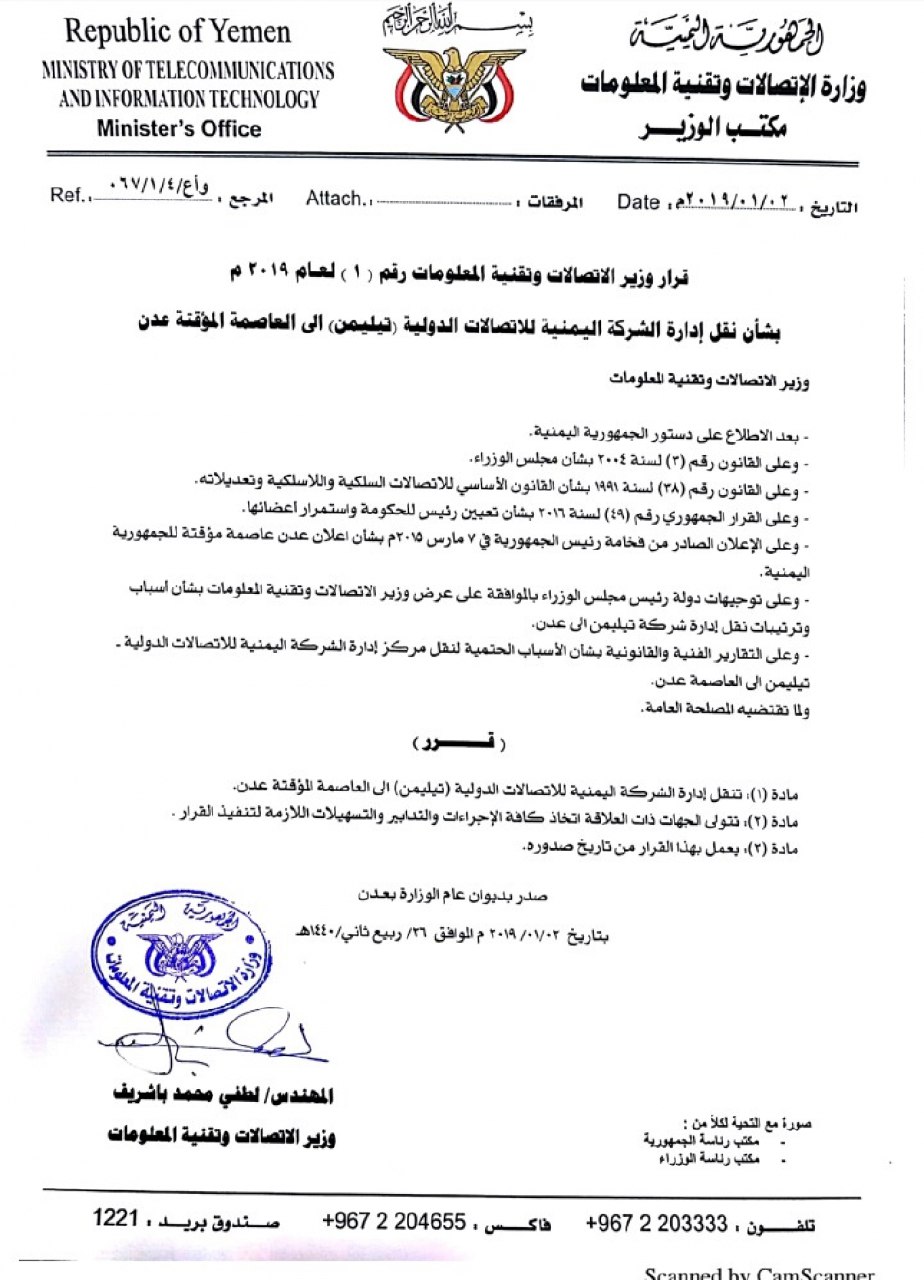 بسم الله الرحمن الرحيم
Republic of Yemen
MINISTRY OF TELECOMMUNICATIONS
AND INFORMATION TECHNOLOGY
Minister's Office
الجمهورية اليمنية
وزارة الإتصالات وتقنية المعلومات
مكتب الوزير
التاريخ : ٢٠١٩/٠١/٠٢م : Date المرفقات : : .Attach المرجع : وأع/٠٦٧/١/٤ : .Ref
قرار وزير الاتصالات وتقنية المعلومات رقم ( ١ ) لعام ٢٠١٩ م
بشأن نقل إدارة الشركة اليمنية للاتصالات الدولية (تيليمن) الى العاصمة المؤقتة عدن
وزير الاتصالات وتقنية المعلومات
- بعد الاطلاع على دستور الجمهورية اليمنية.
- وعلى القانون رقم (٣) لسنة ٢٠٠٤ بشأن مجلس الوزراء.
- وعلى القانون رقم (٣٨) لسنة ١٩٩١ بشأن القانون الأساسي للاتصالات السلكية واللاسلكية وتعديلاته.
- وعلى القرار الجمهوري رقم (٤٩) لسنة ٢٠١٦ بشأن تعيين رئيس للحكومة واستمرار أعضائها.
- وعلى الإعلان الصادر من فخامة رئيس الجمهورية في ٧ مارس ٢٠١٥م بشأن اعلان عدن عاصمة مؤقتة للجمهورية
اليمنية.
- وعلى توجيهات دولة رئيس مجلس الوزراء بالموافقة على عرض وزير الاتصالات وتقنية المعلومات بشأن أسباب
وترتيبات نقل إدارة شركة تيليمن الى عدن.
- وعلى التقارير الفنية والقانونية بشأن الأسباب الحتمية لنقل مركز إدارة الشركة اليمنية للاتصالات الدولية ـ
تيليمن الى العاصمة عدن.
ولما تقتضيه المصلحة العامة.
( قـــــرر )
مادة (١): تنقل إدارة الشركة اليمنية للاتصالات الدولية (تيليمن) الى العاصمة المؤقتة عدن.
مادة (٢): تتولى الجهات ذات العلاقة اتخاذ كافة الإجراءات والتدابير والتسهيلات اللازمة لتنفيذ القرار .
مادة (٣): يعمل بهذا القرار من تاريخ صدوره.
صدر بديوان عام الوزارة بعدن
بتاريخ ٢٠١٩/٠١/٠٢ م الموافق ٢٦/ ربيع ثاني/١٤٤٠هـ
الجمهورية اليمنية
وزارة الاتصالات وتقنية المعلومات
المهندس/ لطفي محمد باشريف
وزير الاتصالات وتقنية المعلومات
صورة مع التحية لكلاً من :
- مكتب رئاسة الجمهورية
- مكتب رئاسة الوزراء
تلفـــون : 203333 2 967+ فاكس : 204655 2 967+ صـندوق بريـد : 1221
Scanned by CamScanner